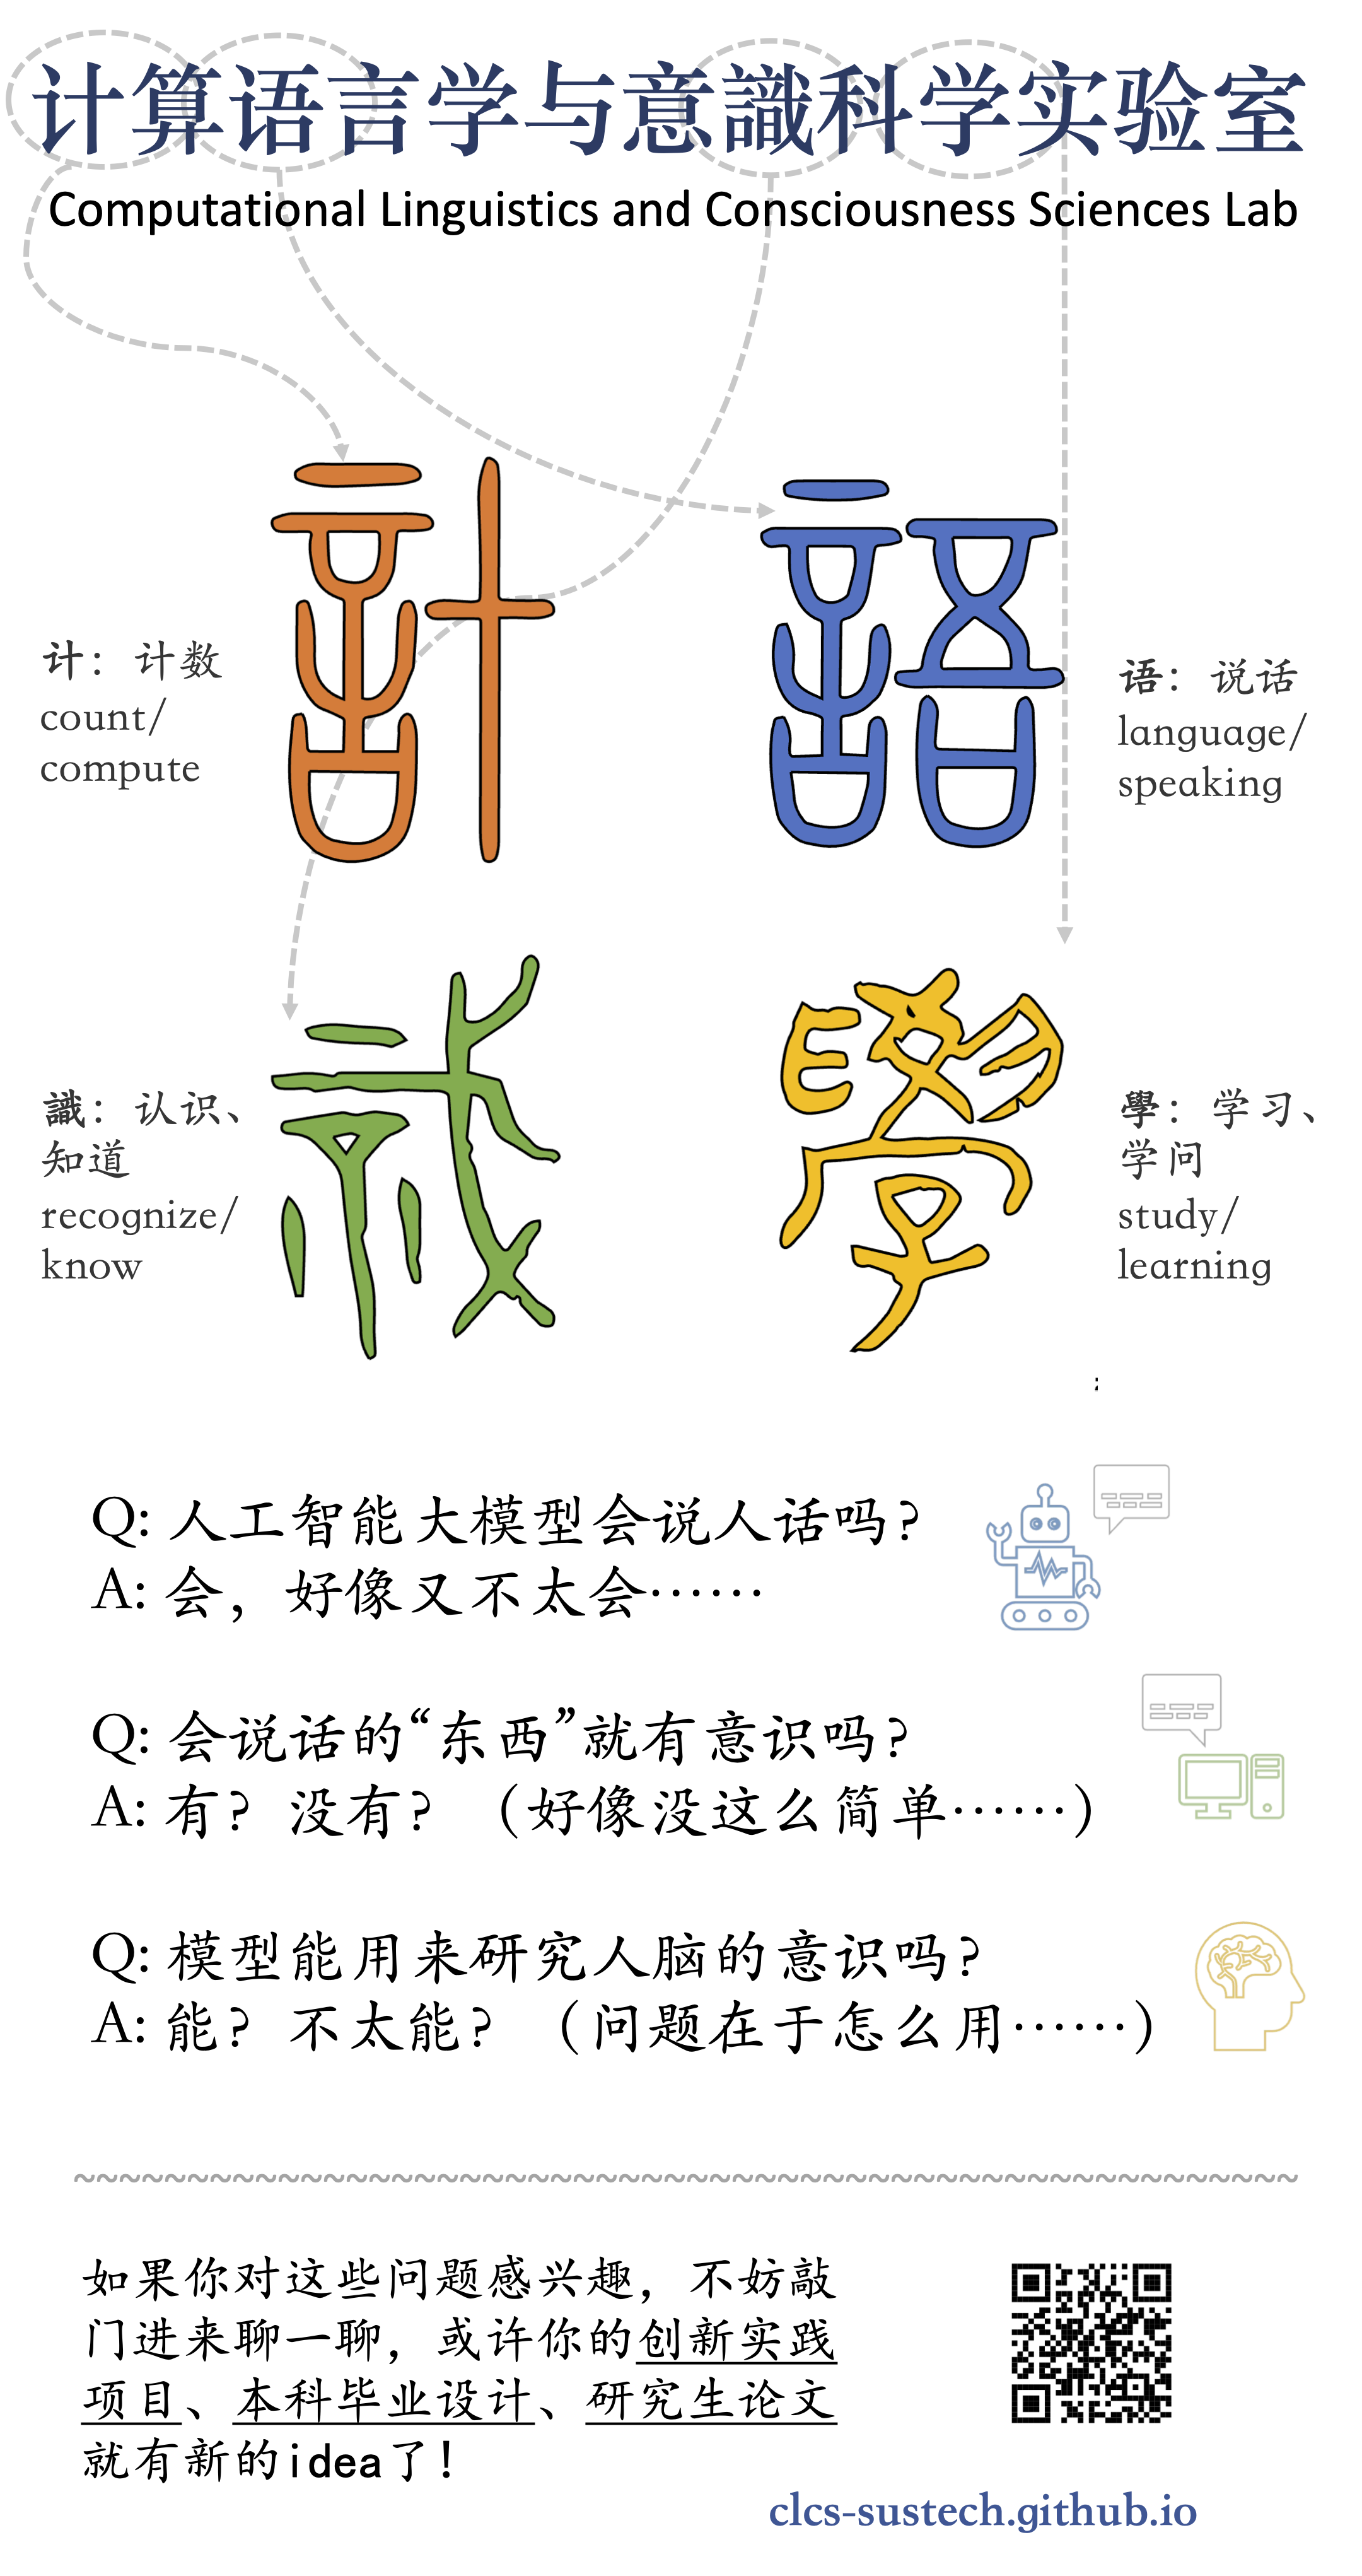 计算语言学与意識科学实验室
Computational Linguistics and Consciousness Sciences Lab
計
語
计：计数
count/
compute
语：说话
language/
speaking
識
學
識：认识、
知道
recognize/
know
學：学习、
学问
study/
learning
Q: 人工智能大模型会说人话吗？
A: 会，好像又不太会……
Q: 会说话的“东西”就有意识吗？
A: 有？没有？（好像没这么简单……）
Q: 模型能用来研究人脑的意识吗？
A: 能？不太能？（问题在于怎么用……）
~~~~~~~~~~~~~~~~~~~~~~~~~~~~~~~~~~~~~~~~~~~~~~~~~~~~~~
如果你对这些问题感兴趣，不妨敲
门进来聊一聊，或许你的创新实践
项目、本科毕业设计、研究生论文
就有新的idea了！
clcs-sustech.github.io